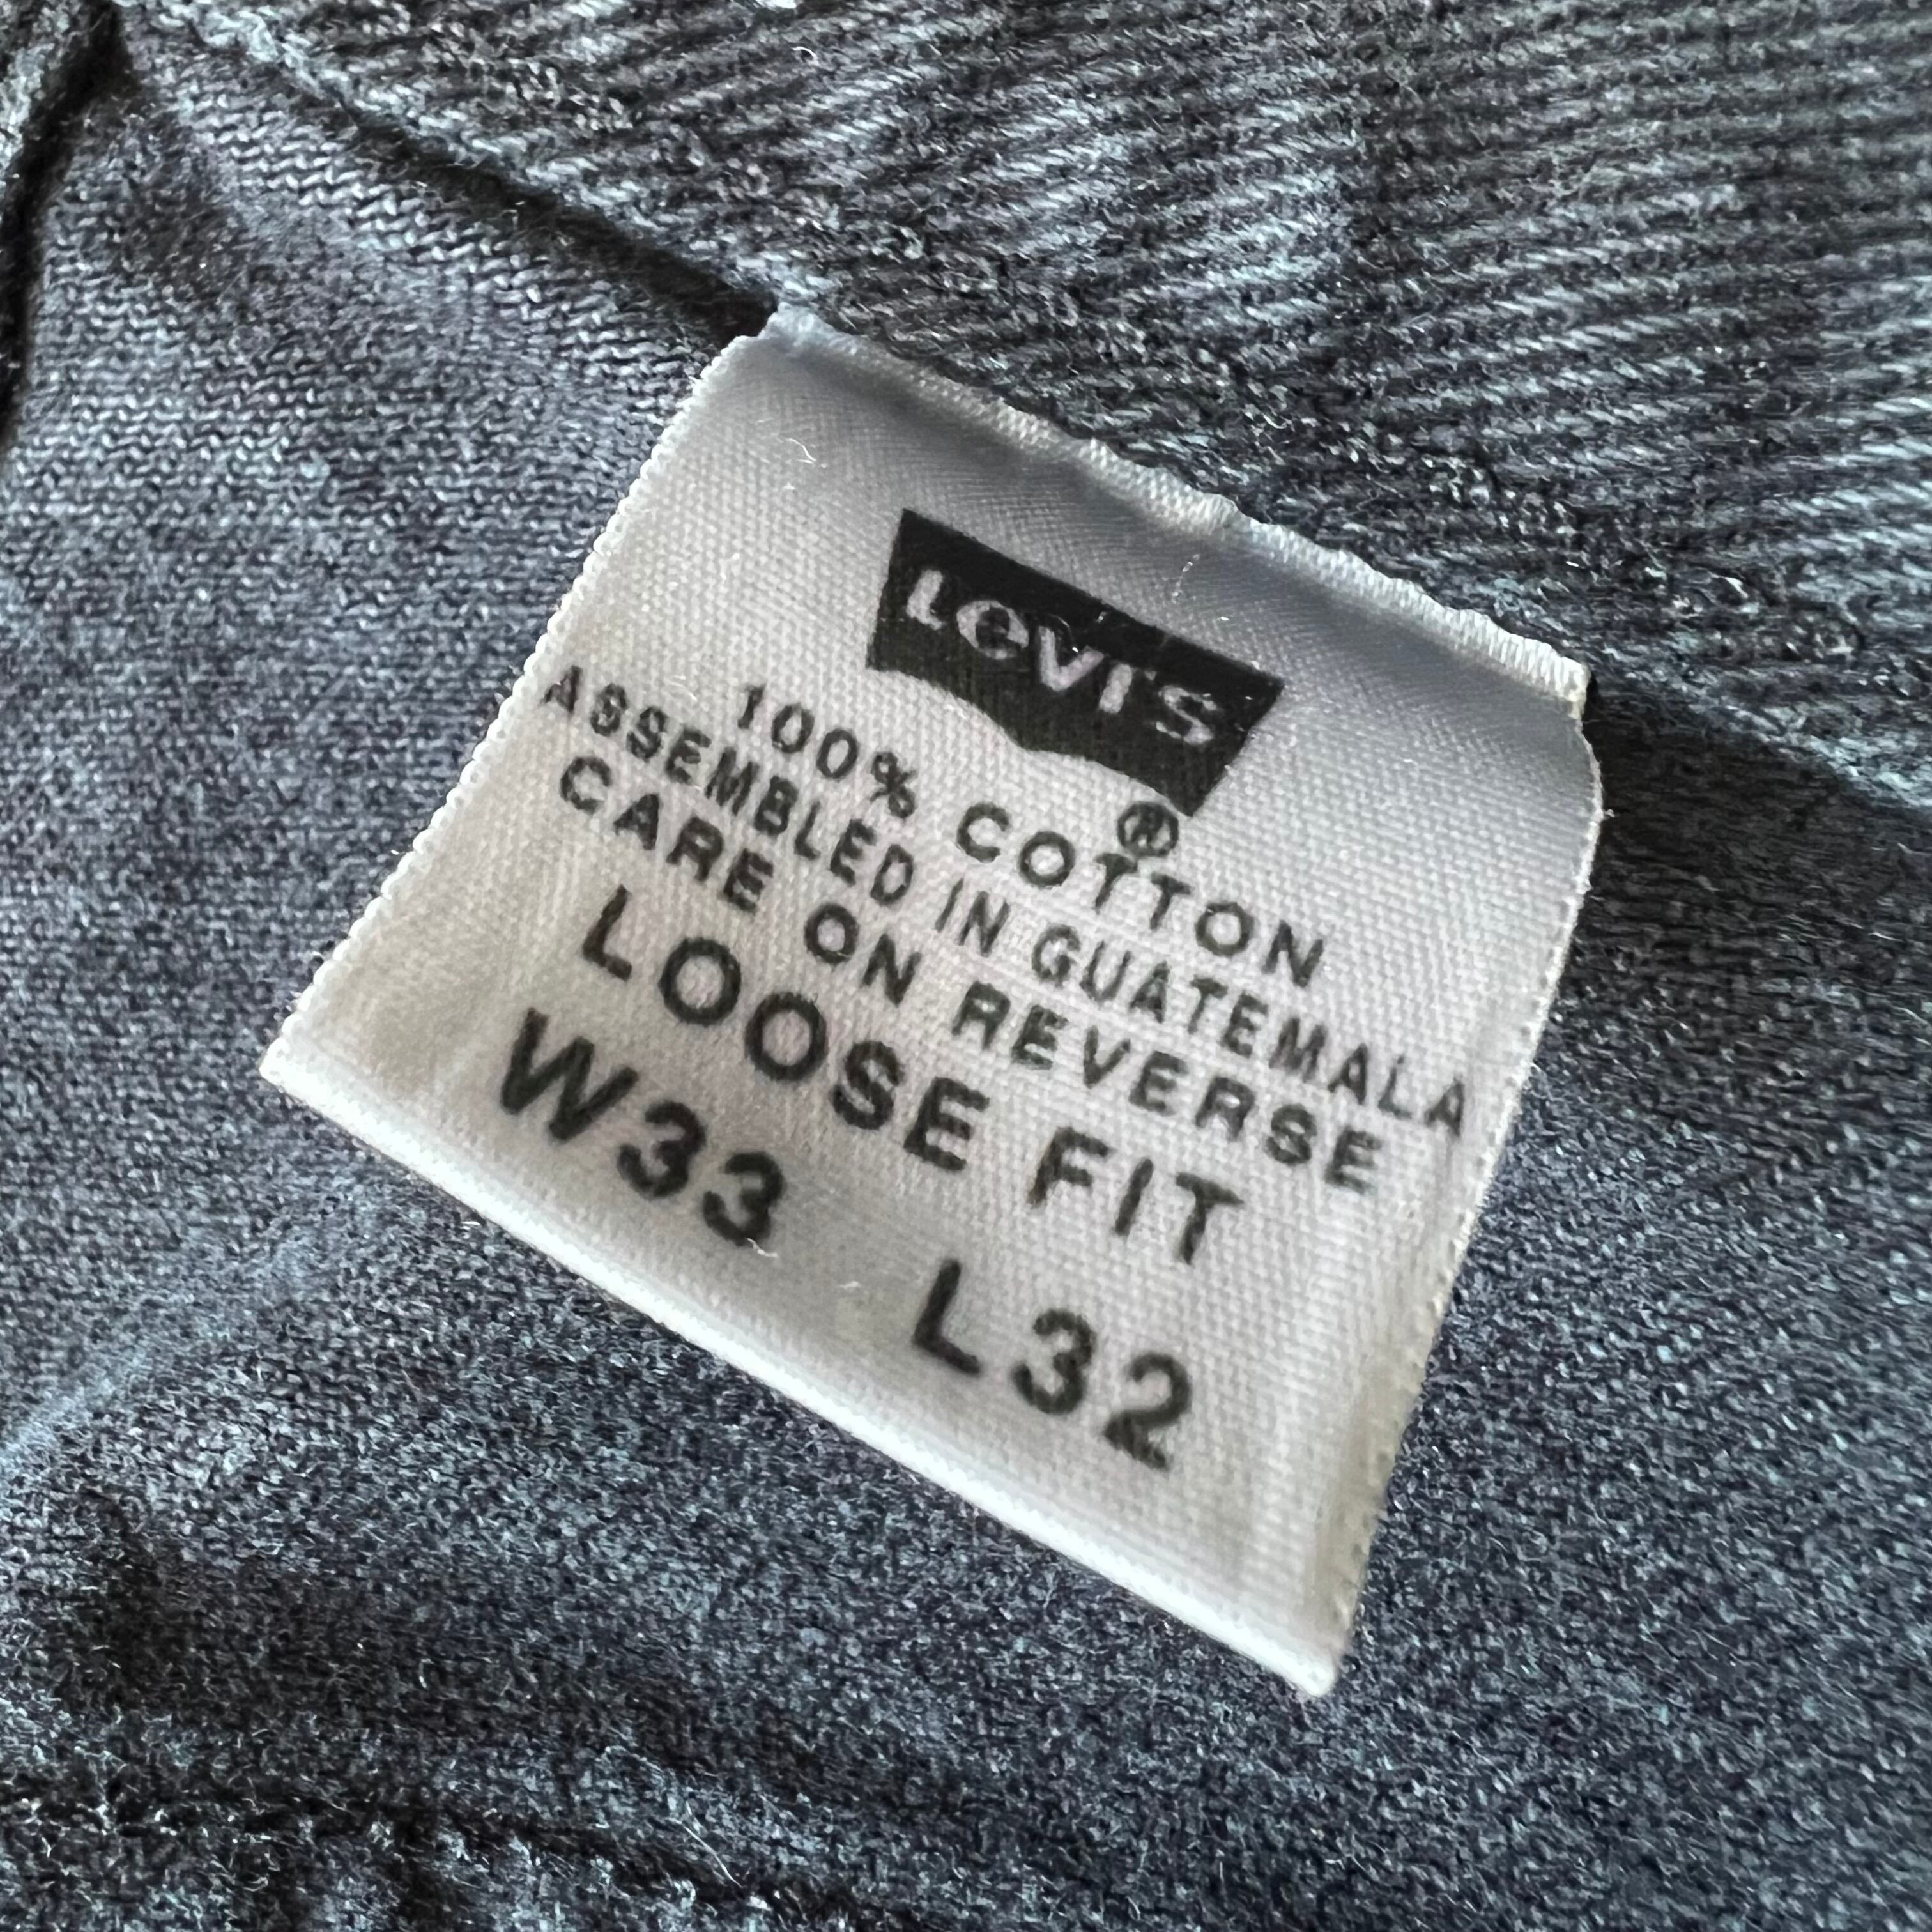 Levi's
®
100% COTTON
ASSEMBLED IN GUATEMALA
CARE ON REVERSE
LOOSE FIT
W33 L32